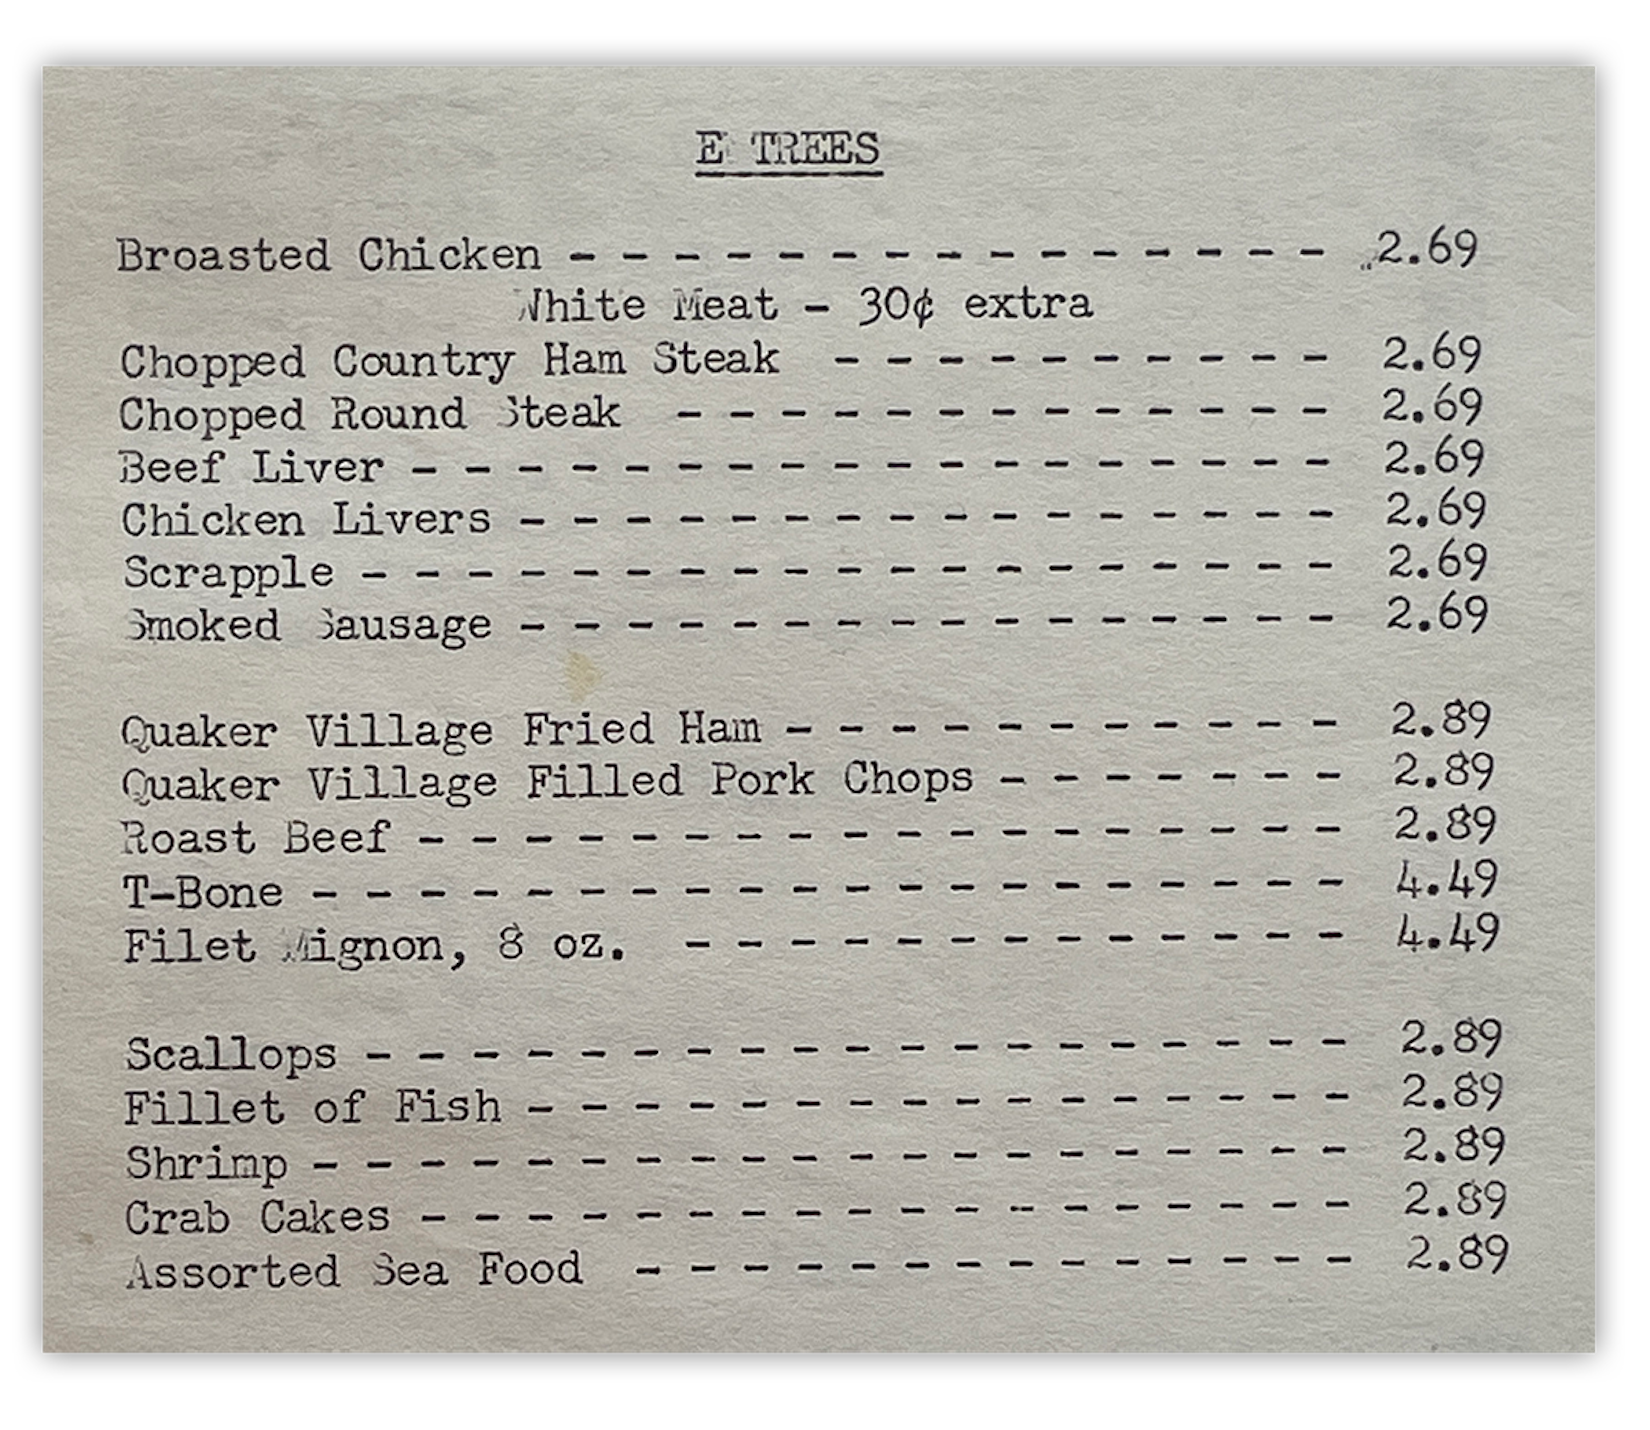 ENTREES
Broasted Chicken - - - - - - - - - - - - - - - 2.69
White Meat - 30¢ extra
Chopped Country Ham Steak - - - - - - - - - - 2.69
Chopped Round Steak - - - - - - - - - - - - - 2.69
Beef Liver - - - - - - - - - - - - - - - - - - 2.69
Chicken Livers - - - - - - - - - - - - - - - - 2.69
Scrapple - - - - - - - - - - - - - - - - - - - 2.69
Smoked Sausage - - - - - - - - - - - - - - - - 2.69
Quaker Village Fried Ham - - - - - - - - - - - 2.89
Quaker Village Filled Pork Chops - - - - - - - 2.89
Roast Beef - - - - - - - - - - - - - - - - - - 2.89
T-Bone - - - - - - - - - - - - - - - - - - - - 4.49
Filet Mignon, 8 oz. - - - - - - - - - - - - - 4.49
Scallops - - - - - - - - - - - - - - - - - - - 2.89
Fillet of Fish - - - - - - - - - - - - - - - - 2.89
Shrimp - - - - - - - - - - - - - - - - - - - - 2.89
Crab Cakes - - - - - - - - - - - - - - - - - - 2.89
Assorted Sea Food - - - - - - - - - - - - - - 2.89